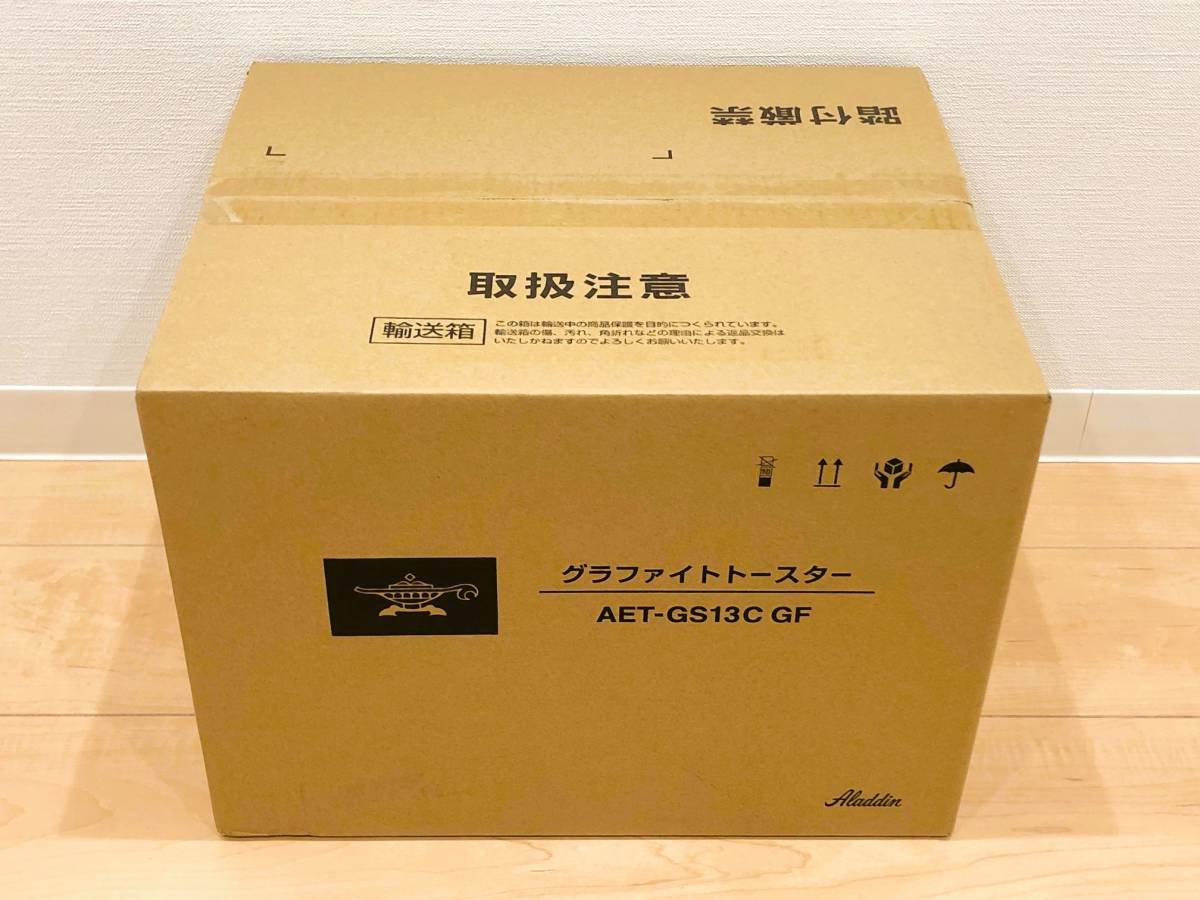 踏付厳禁
取扱注意
輸送箱
この箱は輸送中の商品保護を目的につくられています。
輸送箱の傷、汚れ、角折れなどの理由による返品交換は
いたしかねますのでよろしくお願いいたします。
グラファイトトースター
AET-GS13C GF
Aladdin